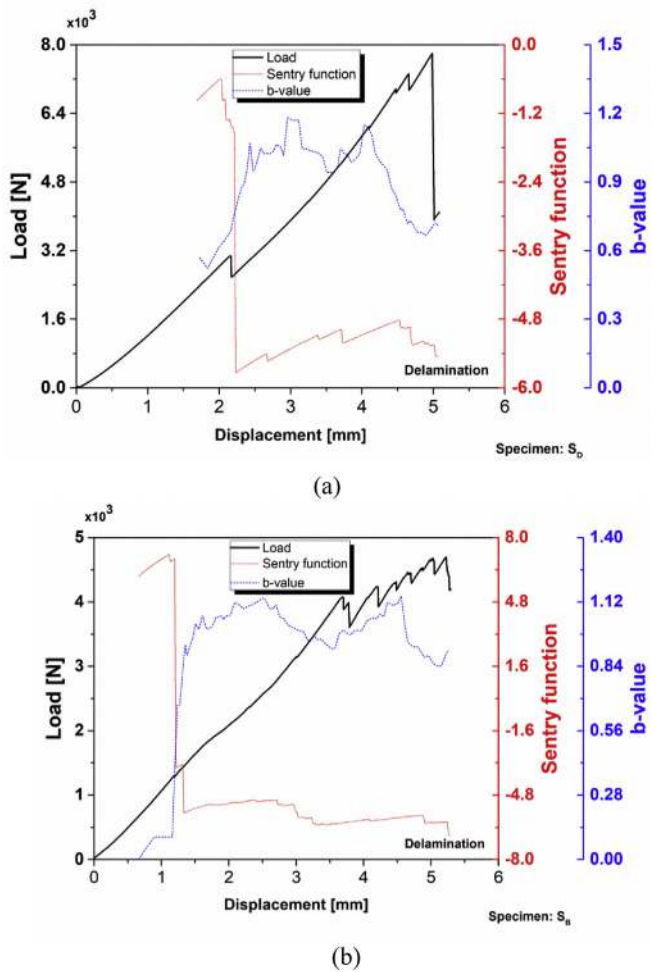 ×10³
8.0
6.4
4.8
3.2
1.6
0.0
Load [N]
Load
Sentry function
b-value
0.0
-1.2
-2.4
-3.6
-4.8
-6.0
Sentry function
1.5
1.2
0.9
0.6
0.3
0.0
b-value
Delamination
0 1 2 3 4 5 6
Displacement [mm]
Specimen: S_D
(a)
×10³
5
4
3
2
1
0
Load [N]
Load
Sentry function
b-value
8.0
4.8
1.6
-1.6
-4.8
-8.0
Sentry function
1.40
1.12
0.84
0.56
0.28
0.00
b-value
Delamination
0 1 2 3 4 5 6
Displacement [mm]
Specimen: S_B
(b)